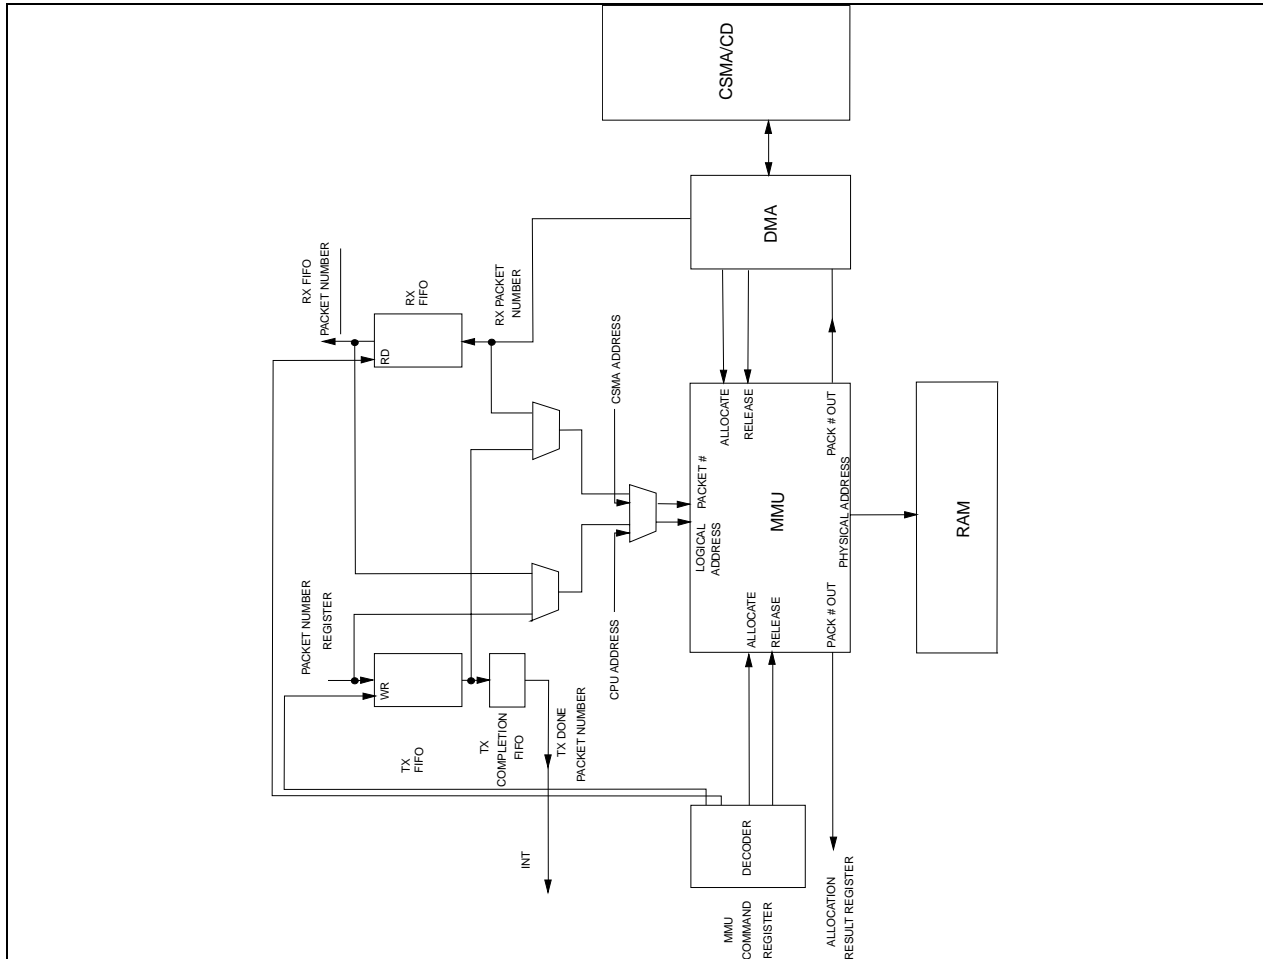 CSMA/CD
DMA
RX FIFO
PACKET NUMBER
RX
FIFO
RD
RX PACKET
NUMBER
CSMA ADDRESS
ALLOCATE
RELEASE
PACK # OUT
PACKET #
LOGICAL
ADDRESS
MMU
PHYSICAL ADDRESS
RAM
ALLOCATE
RELEASE
PACK # OUT
CPU ADDRESS
PACKET NUMBER
REGISTER
WR
TX
FIFO
TX
COMPLETION
FIFO
TX DONE
PACKET NUMBER
INT
DECODER
MMU
COMMAND
REGISTER
ALLOCATION
RESULT REGISTER